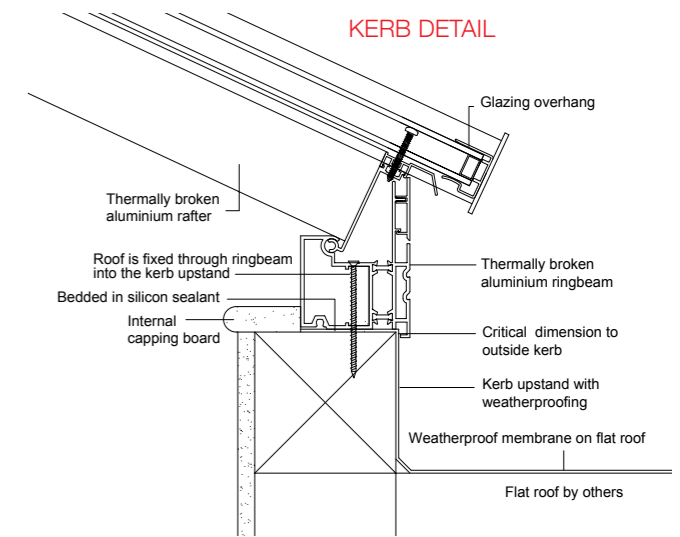 KERB DETAIL
Glazing overhang
Thermally broken
aluminium rafter
Roof is fixed through ringbeam
into the kerb upstand
Bedded in silicon sealant
Internal
capping board
Thermally broken
aluminium ringbeam
Critical dimension to
outside kerb
Kerb upstand with
weatherproofing
Weatherproof membrane on flat roof
Flat roof by others